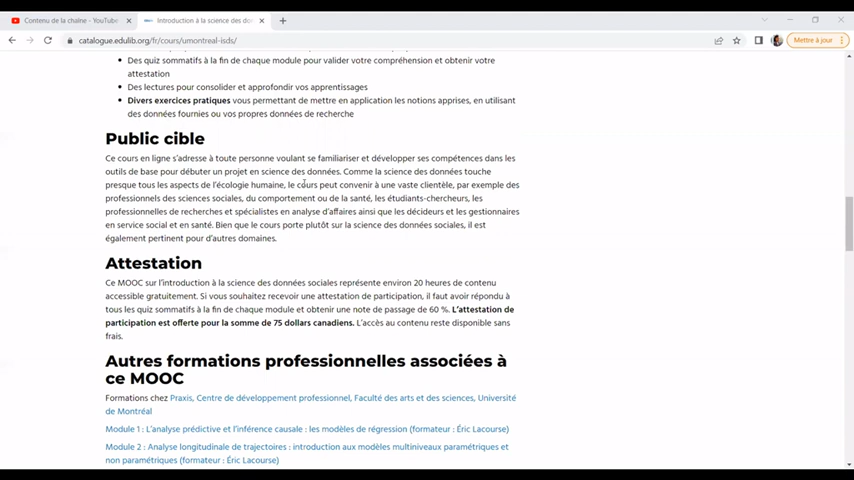 Contenu de la chaîne - YouTube
Introduction à la science des do
catalogue.edulib.org/fr/cours/umontreal-isds/
Mettre à jour
Des quiz sommatifs à la fin de chaque module pour valider votre compréhension et obtenir votre
attestation
Des lectures pour consolider et approfondir vos apprentissages
Divers exercices pratiques vous permettant de mettre en application les notions apprises, en utilisant
des données fournies ou vos propres données de recherche
Public cible
Ce cours en ligne s'adresse à toute personne voulant se familiariser et développer ses compétences dans les
outils de base pour débuter un projet en science des données. Comme la science des données touche
presque tous les aspects de l'écologie humaine, le cours peut convenir à une vaste clientèle, par exemple des
professionnels des sciences sociales, du comportement ou de la santé, les étudiants-chercheurs, les
professionnelles de recherches et spécialistes en analyse d'affaires ainsi que les décideurs et les gestionnaires
en service social et en santé. Bien que le cours porte plutôt sur la science des données sociales, il est
également pertinent pour d'autres domaines.
Attestation
Ce MOOC sur l'introduction à la science des données sociales représente environ 20 heures de contenu
accessible gratuitement. Si vous souhaitez recevoir une attestation de participation, il faut avoir répondu à
tous les quiz sommatifs à la fin de chaque module et obtenir une note de passage de 60 %. L'attestation de
participation est offerte pour la somme de 75 dollars canadiens. L'accès au contenu reste disponible sans
frais.
Autres formations professionnelles associées à
ce MOOC
Formations chez Praxis, Centre de développement professionnel, Faculté des arts et des sciences, Université
de Montréal
Module 1 : L'analyse prédictive et l'inférence causale : les modèles de régression (formateur : Éric Lacourse)
Module 2 : Analyse longitudinale de trajectoires : introduction aux modèles multiniveaux paramétriques et
non paramétriques (formateur : Éric Lacourse)